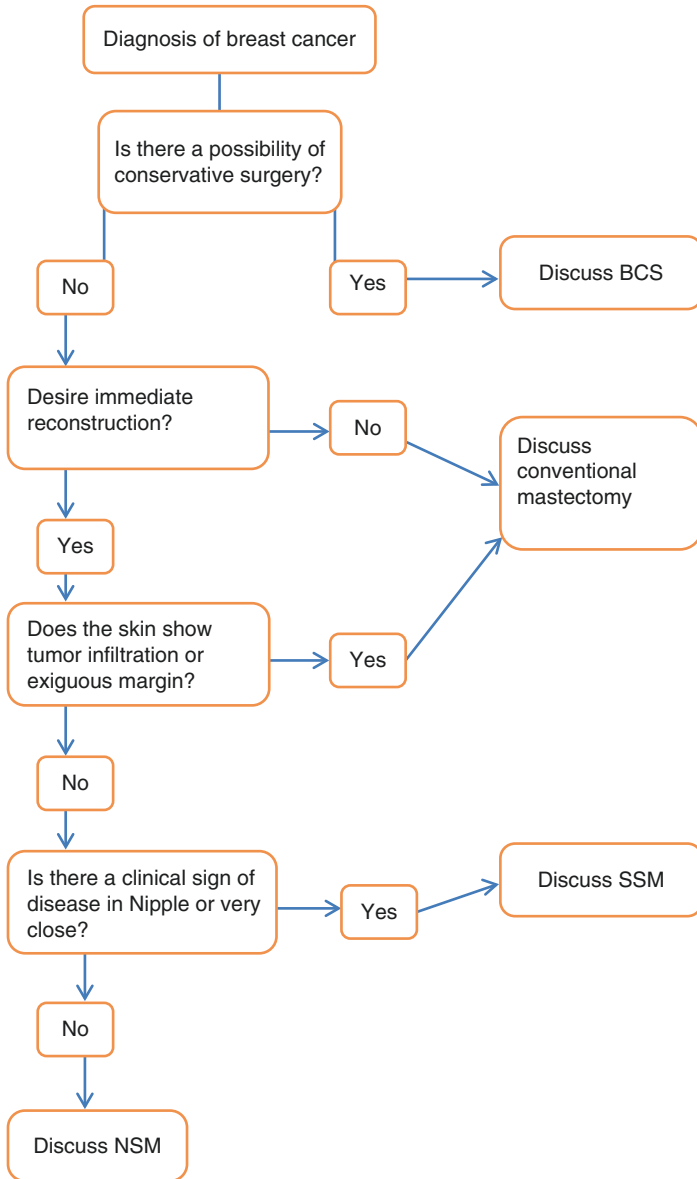 Diagnosis of breast cancer
Is there a possibility of
conservative surgery?
No
Yes
Discuss BCS
Desire immediate
reconstruction?
No
Discuss
conventional
mastectomy
Yes
Does the skin show
tumor infiltration or
exiguous margin?
Yes
No
Is there a clinical sign of
disease in Nipple or very
close?
Yes
Discuss SSM
No
Discuss NSM